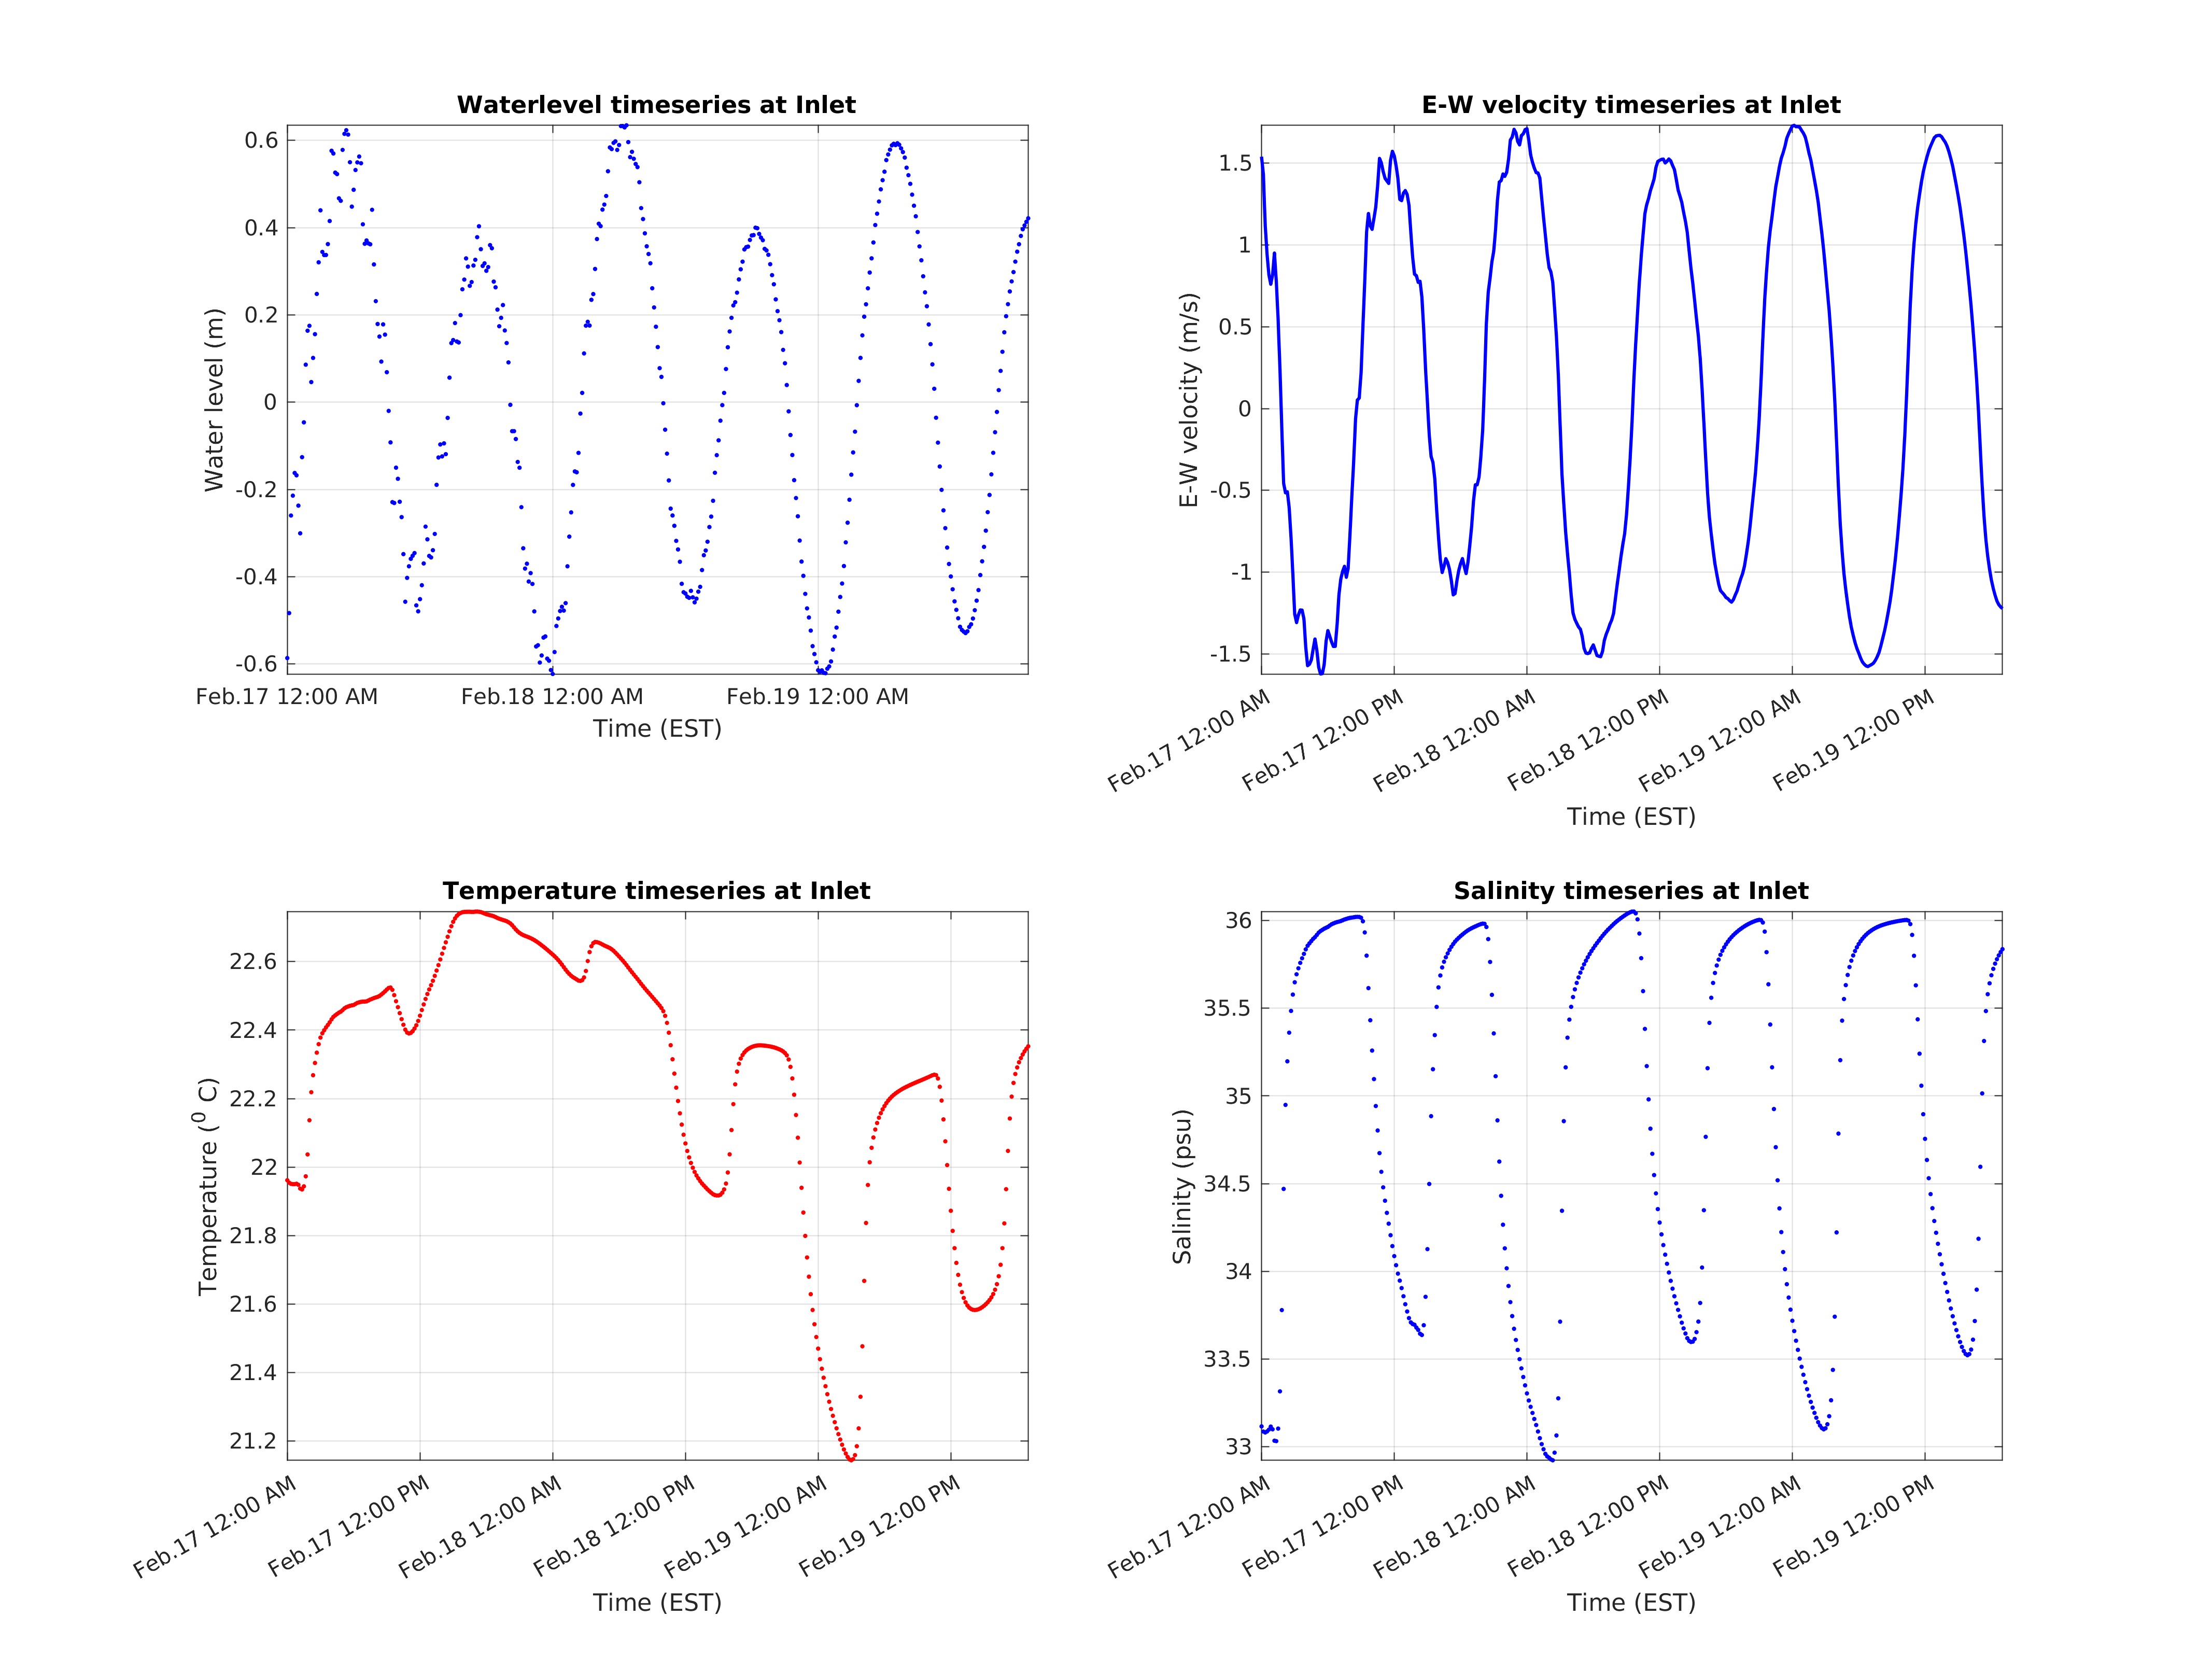 Waterlevel timeseries at Inlet
0.6
0.4
0.2
0
-0.2
-0.4
-0.6
Water level (m)
Feb.17 12:00 AM
Feb.18 12:00 AM
Feb.19 12:00 AM
Time (EST)
E-W velocity timeseries at Inlet
1.5
1
0.5
0
-0.5
-1
-1.5
E-W velocity (m/s)
Feb.17 12:00 AM
Feb.17 12:00 PM
Feb.18 12:00 AM
Feb.18 12:00 PM
Feb.19 12:00 AM
Feb.19 12:00 PM
Time (EST)
Temperature timeseries at Inlet
22.6
22.4
22.2
22
21.8
21.6
21.4
21.2
Temperature (⁰ C)
Feb.17 12:00 AM
Feb.17 12:00 PM
Feb.18 12:00 AM
Feb.18 12:00 PM
Feb.19 12:00 AM
Feb.19 12:00 PM
Time (EST)
Salinity timeseries at Inlet
36
35.5
35
34.5
34
33.5
33
Salinity (psu)
Feb.17 12:00 AM
Feb.17 12:00 PM
Feb.18 12:00 AM
Feb.18 12:00 PM
Feb.19 12:00 AM
Feb.19 12:00 PM
Time (EST)